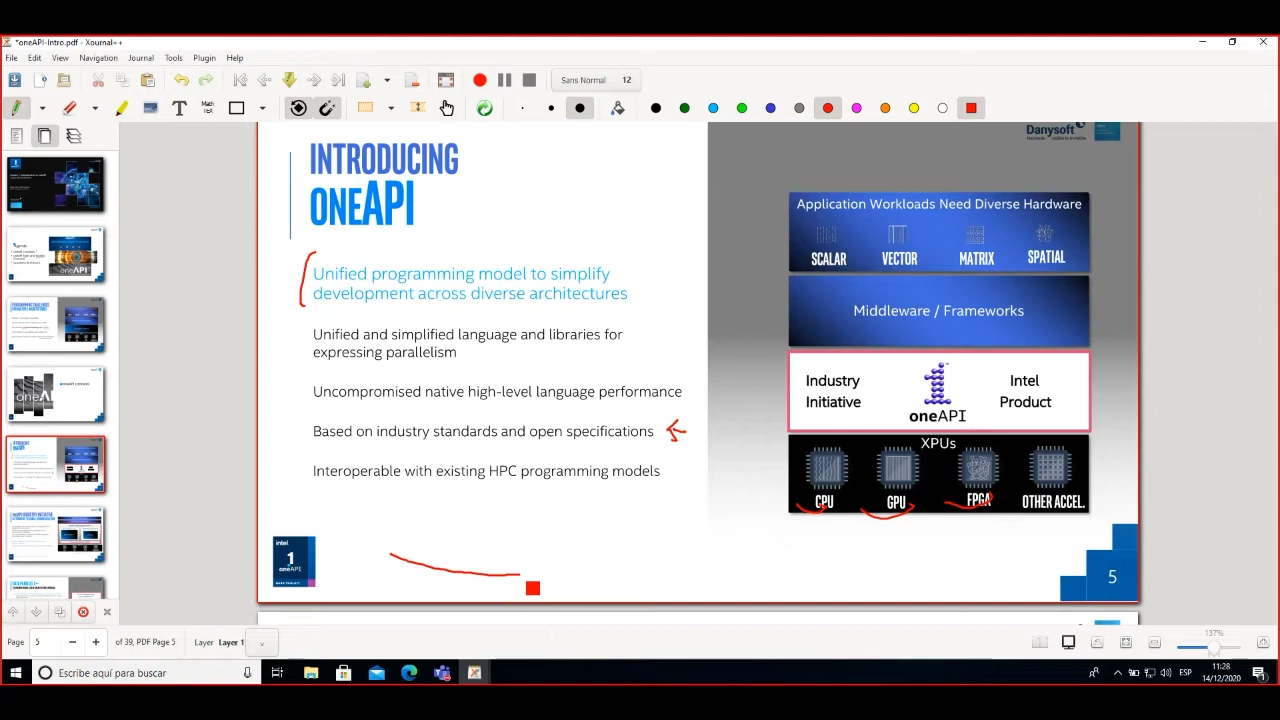 *oneAPI-Intro.pdf - Xournal++
File Edit View Navigation Journal Tools Plugin Help
Sans Normal 12
Danysoft
INTRODUCING
ONEAPI
Unified programming model to simplify
development across diverse architectures
Unified and simplified language and libraries for
expressing parallelism
Uncompromised native high-level language performance
Based on industry standards and open specifications
Interoperable with existing HPC programming models
Application Workloads Need Diverse Hardware
SCALAR VECTOR MATRIX SPATIAL
Middleware / Frameworks
Industry
Initiative
oneAPI
Intel
Product
XPUs
CPU GPU FPGA OTHER ACCEL.
intel
1
oneAPI
5
Page 5 of 39, PDF Page 5 Layer Layer 1
137%
Escribe aquí para buscar
ESP
11:28
14/12/2020